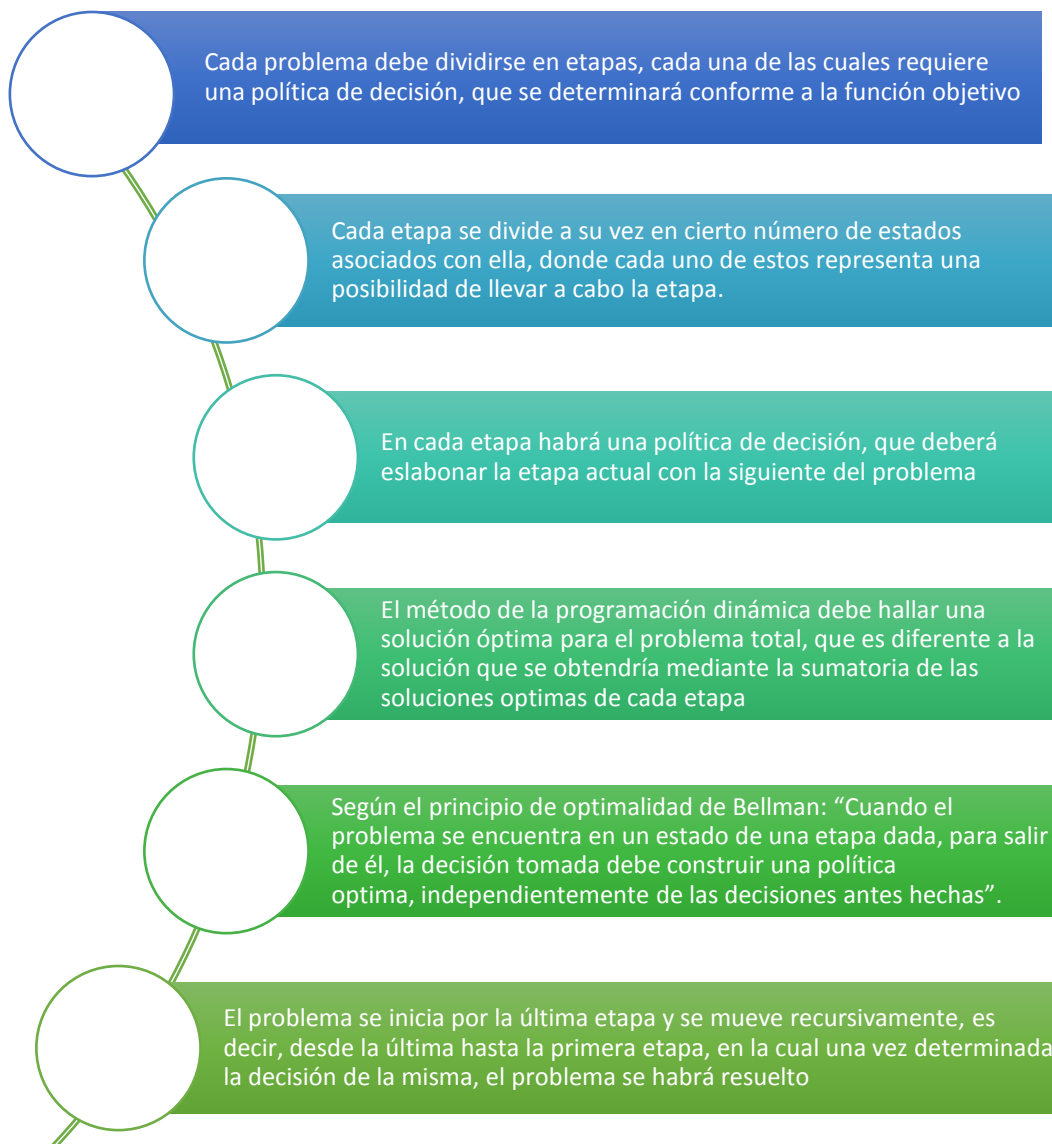 Cada problema debe dividirse en etapas, cada una de las cuales requiere
una política de decisión, que se determinará conforme a la función objetivo
Cada etapa se divide a su vez en cierto número de estados
asociados con ella, donde cada uno de estos representa una
posibilidad de llevar a cabo la etapa.
En cada etapa habrá una política de decisión, que deberá
eslabonar la etapa actual con la siguiente del problema
El método de la programación dinámica debe hallar una
solución óptima para el problema total, que es diferente a la
solución que se obtendría mediante la sumatoria de las
soluciones optimas de cada etapa
Según el principio de optimalidad de Bellman: “Cuando el
problema se encuentra en un estado de una etapa dada, para salir
de él, la decisión tomada debe construir una política
optima, independientemente de las decisiones antes hechas”.
El problema se inicia por la última etapa y se mueve recursivamente, es
decir, desde la última hasta la primera etapa, en la cual una vez determinada
la decisión de la misma, el problema se habrá resuelto